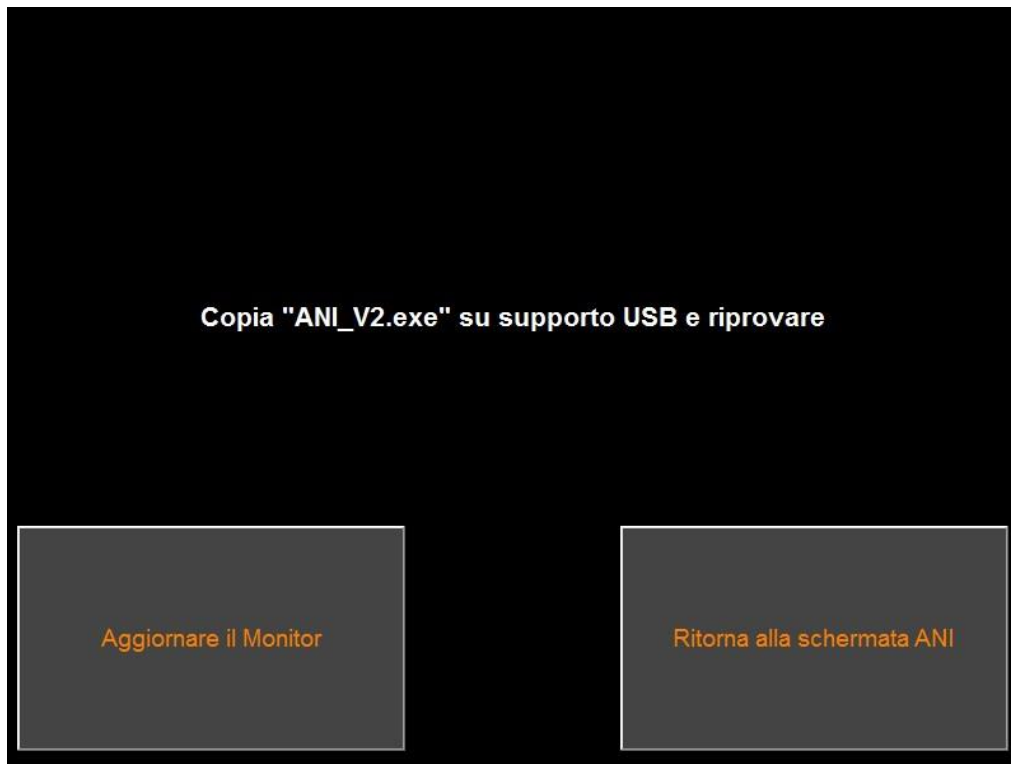 Copia "ANI_V2.exe" su supporto USB e riprovare
Aggiornare il Monitor
Ritorna alla schermata ANI